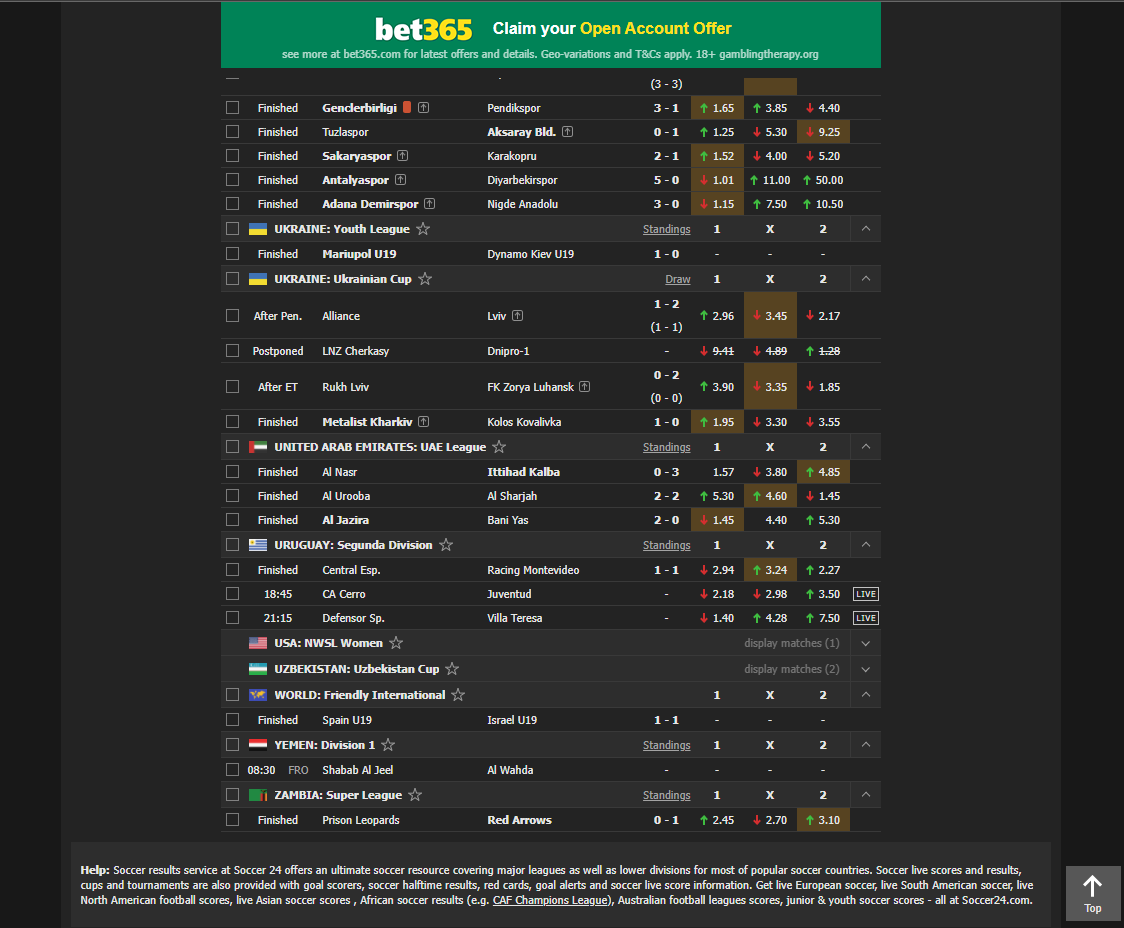 bet365 Claim your Open Account Offer
see more at bet365.com for latest offers and details. Geo-variations and T&Cs apply. 18+ gamblingtherapy.org
(3 - 3)
Finished Genclerbirligi Pendikspor 3 - 1 1.65 3.85 4.40
Finished Tuzlaspor Aksaray Bld. 0 - 1 1.25 5.30 9.25
Finished Sakaryaspor Karakopru 2 - 1 1.52 4.00 5.20
Finished Antalyaspor Diyarbekirspor 5 - 0 1.01 11.00 50.00
Finished Adana Demirspor Nigde Anadolu 3 - 0 1.15 7.50 10.50
UKRAINE: Youth League Standings 1 X 2
Finished Mariupol U19 Dynamo Kiev U19 1 - 0 - - -
UKRAINE: Ukrainian Cup Draw 1 X 2
After Pen. Alliance Lviv 1 - 2 (1 - 1) 2.96 3.45 2.17
Postponed LNZ Cherkasy Dnipro-1 - 9.41 4.89 1.28
After ET Rukh Lviv FK Zorya Luhansk 0 - 2 (0 - 0) 3.90 3.35 1.85
Finished Metalist Kharkiv Kolos Kovalivka 1 - 0 1.95 3.30 3.55
UNITED ARAB EMIRATES: UAE League Standings 1 X 2
Finished Al Nasr Ittihad Kalba 0 - 3 1.57 3.80 4.85
Finished Al Urooba Al Sharjah 2 - 2 5.30 4.60 1.45
Finished Al Jazira Bani Yas 2 - 0 1.45 4.40 5.30
URUGUAY: Segunda Division Standings 1 X 2
Finished Central Esp. Racing Montevideo 1 - 1 2.94 3.24 2.27
18:45 CA Cerro Juventud - 2.18 2.98 3.50 LIVE
21:15 Defensor Sp. Villa Teresa - 1.40 4.28 7.50 LIVE
USA: NWSL Women display matches (1)
UZBEKISTAN: Uzbekistan Cup display matches (2)
WORLD: Friendly International 1 X 2
Finished Spain U19 Israel U19 1 - 1 - - -
YEMEN: Division 1 Standings 1 X 2
08:30 FRO Shabab Al Jeel Al Wahda - - - -
ZAMBIA: Super League Standings 1 X 2
Finished Prison Leopards Red Arrows 0 - 1 2.45 2.70 3.10
Help: Soccer results service at Soccer 24 offers an ultimate soccer resource covering major leagues as well as lower divisions for most of popular soccer countries. Soccer live scores and results,
cups and tournaments are also provided with goal scorers, soccer halftime results, red cards, goal alerts and soccer live score information. Get live European soccer, live South American soccer, live
North American football scores, live Asian soccer scores , African soccer results (e.g. CAF Champions League), Australian football leagues scores, junior & youth soccer scores - all at Soccer24.com.
Top